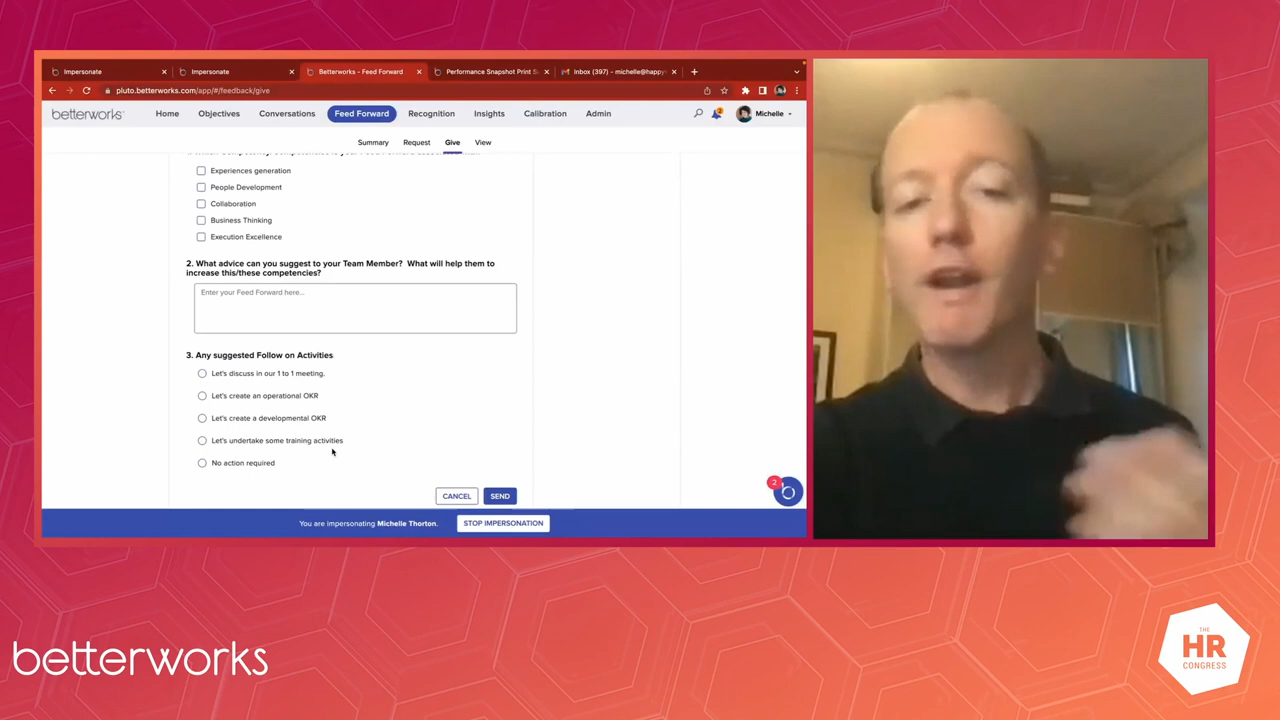 Impersonate
Impersonate
Betterworks - Feed Forward
Performance Snapshot Print S
Inbox (397) - michelle@happy
pluto.betterworks.com/app/#/feedback/give
betterworks
Home
Objectives
Conversations
Feed Forward
Recognition
Insights
Calibration
Admin
2
Michelle
Summary
Request
Give
View
Experiences generation
People Development
Collaboration
Business Thinking
Execution Excellence
2. What advice can you suggest to your Team Member? What will help them to
increase this/these competencies?
Enter your Feed Forward here...
3. Any suggested Follow on Activities
Let's discuss in our 1 to 1 meeting.
Let's create an operational OKR
Let's create a developmental OKR
Let's undertake some training activities
No action required
CANCEL
SEND
2
You are impersonating Michelle Thorton.
STOP IMPERSONATION
betterworks
THE
HR
CONGRESS